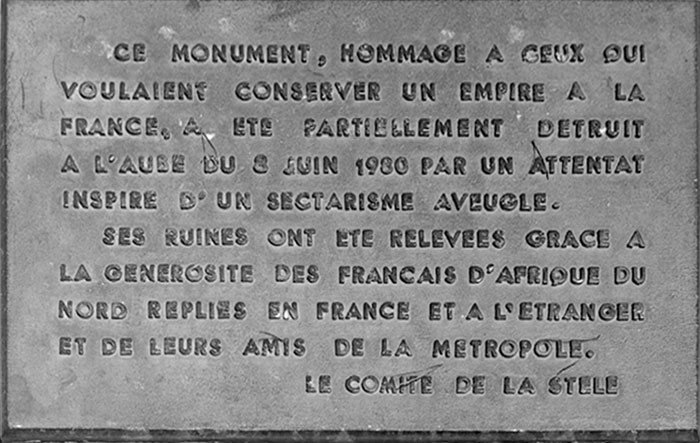 CE MONUMENT, HOMMAGE A CEUX QUI
VOULAIENT CONSERVER UN EMPIRE A LA
FRANCE, A ETE PARTIELLEMENT DETRUIT
A L'AUBE DU 8 JUIN 1980 PAR UN ATTENTAT
INSPIRE D'UN SECTARISME AVEUGLE.
SES RUINES ONT ETE RELEVEES GRACE A
LA GENEROSITE DES FRANCAIS D'AFRIQUE DU
NORD REPLIES EN FRANCE ET A L'ETRANGER
ET DE LEURS AMIS DE LA METROPOLE.
LE COMITE DE LA STELE